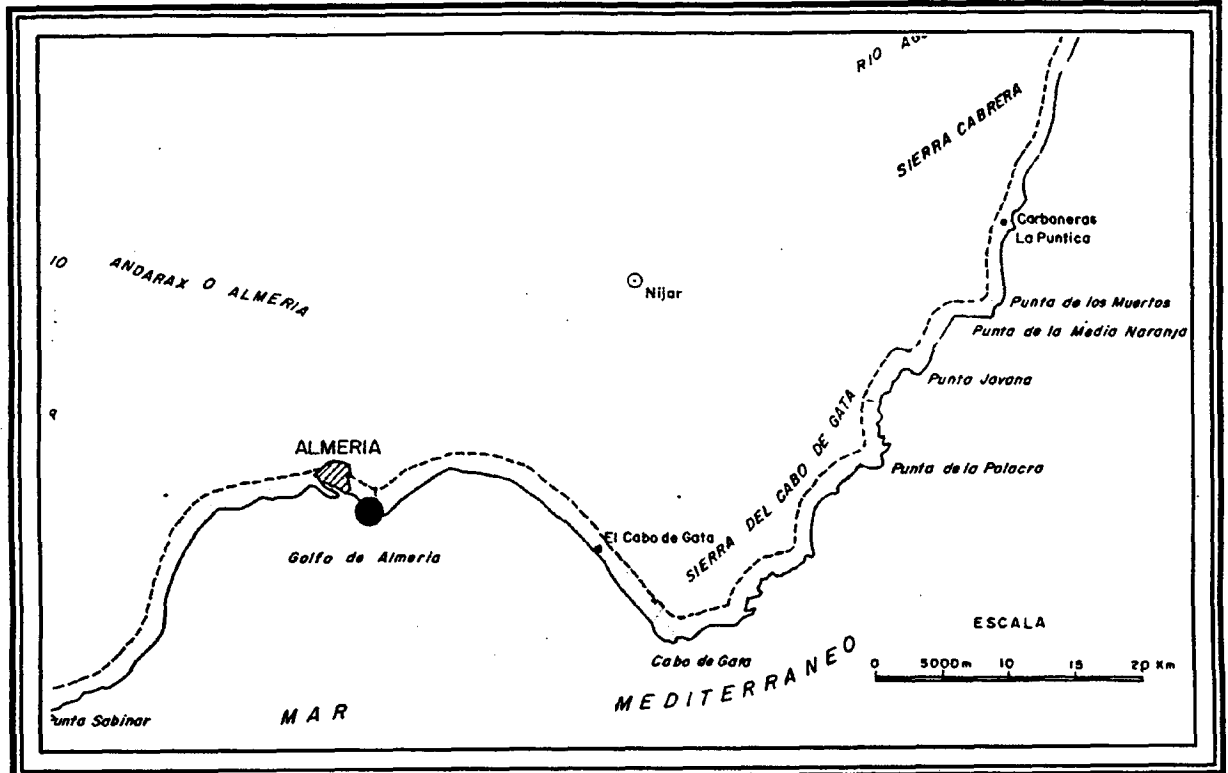 RIO
SIERRA CABRERA
Carboneras
La Puntica
IO ANDARAX O ALMERIA
Nijar
Punta de los Muertos
Punta de la Media Naranja
Punta Javana
SIERRA DEL CABO DE GATA
ALMERIA
Punta de la Polacra
El Cabo de Gata
Golfo de Almeria
ESCALA
Cabo de Gata
0 5000m 10 15 20 Km
MAR MEDITERRANEO
Punta Sabinar